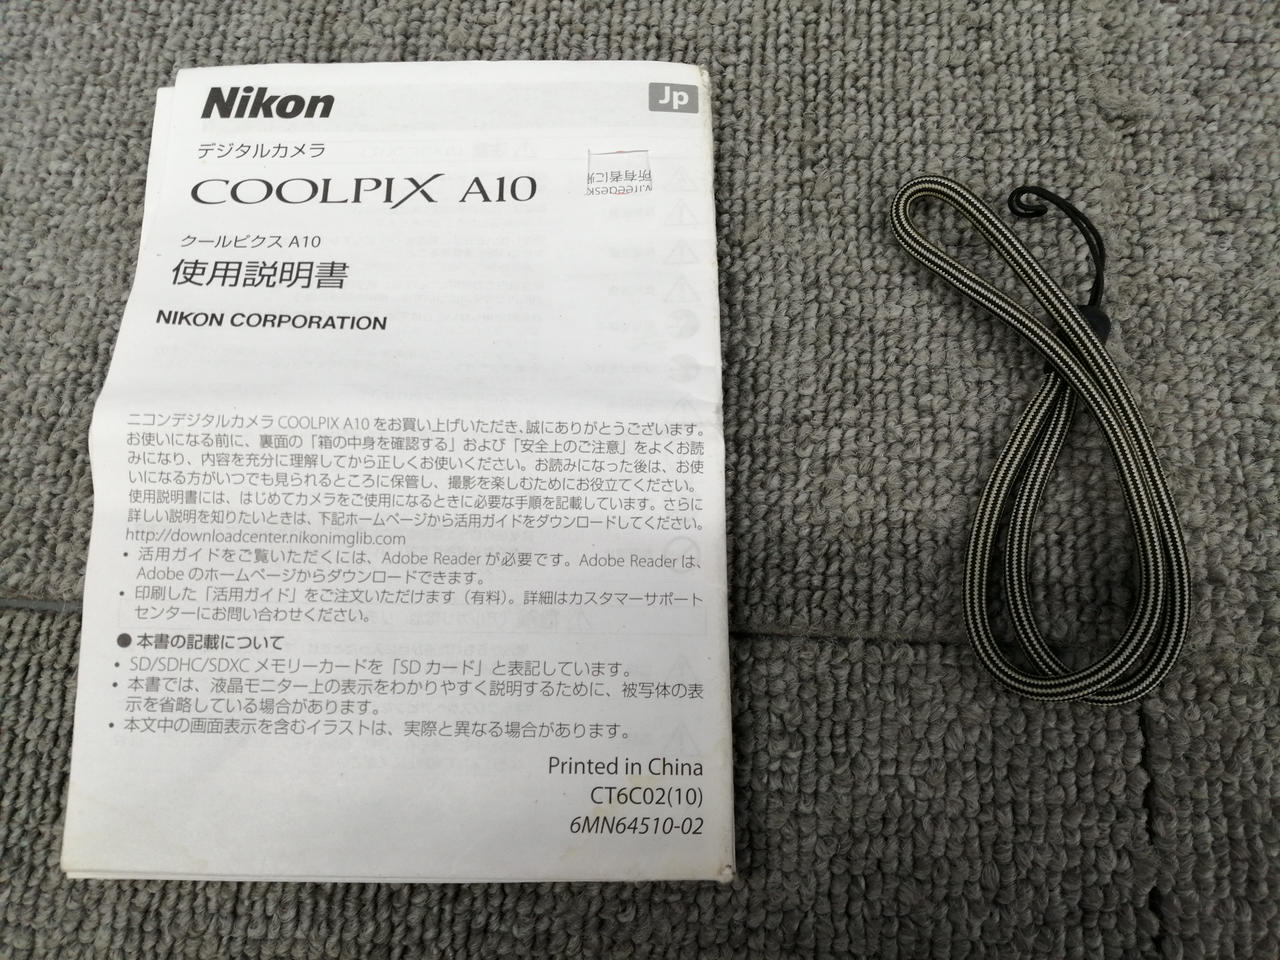 Nikon
Jp
デジタルカメラ
COOLPIX A10
クールピクス A10
使用説明書
NIKON CORPORATION
ニコンデジタルカメラ COOLPIX A10 をお買い上げいただき、誠にありがとうございます。
お使いになる前に、裏面の「箱の中身を確認する」および「安全上のご注意」をよくお読
みになり、内容を充分に理解してから正しくお使いください。お読みになった後は、お使
いになる方がいつでも見られるところに保管し、撮影を楽しむためにお役立てください。
使用説明書には、はじめてカメラをご使用になるときに必要な手順を記載しています。さらに
詳しい説明を知りたいときは、下記ホームページから活用ガイドをダウンロードしてください。
http://downloadcenter.nikonimglib.com
• 活用ガイドをご覧いただくには、Adobe Reader が必要です。Adobe Reader は、
Adobe のホームページからダウンロードできます。
• 印刷した「活用ガイド」をご注文いただけます（有料）。詳細はカスタマーサポート
センターにお問い合わせください。
● 本書の記載について
• SD/SDHC/SDXC メモリーカードを「SD カード」と表記しています。
• 本書では、液晶モニター上の表示をわかりやすく説明するために、被写体の表
示を省略している場合があります。
• 本文中の画面表示を含むイラストは、実際と異なる場合があります。
Printed in China
CT6C02(10)
6MN64510-02